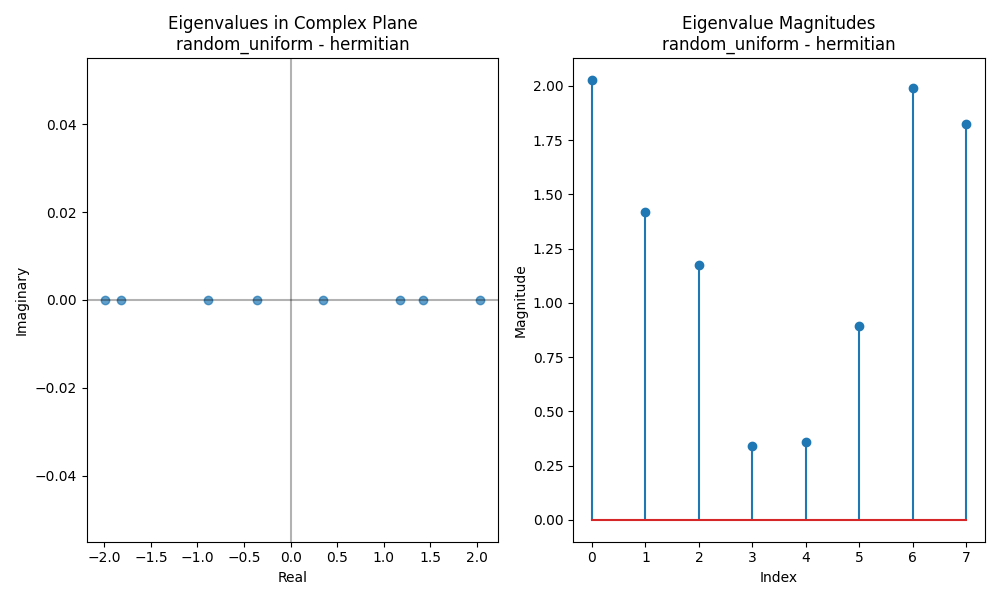 Eigenvalues in Complex Plane
random_uniform - hermitian
0.04
0.02
0.00
−0.02
−0.04
Imaginary
−2.0 −1.5 −1.0 −0.5 0.0 0.5 1.0 1.5 2.0
Real
Eigenvalue Magnitudes
random_uniform - hermitian
2.00
1.75
1.50
1.25
1.00
0.75
0.50
0.25
0.00
Magnitude
0 1 2 3 4 5 6 7
Index